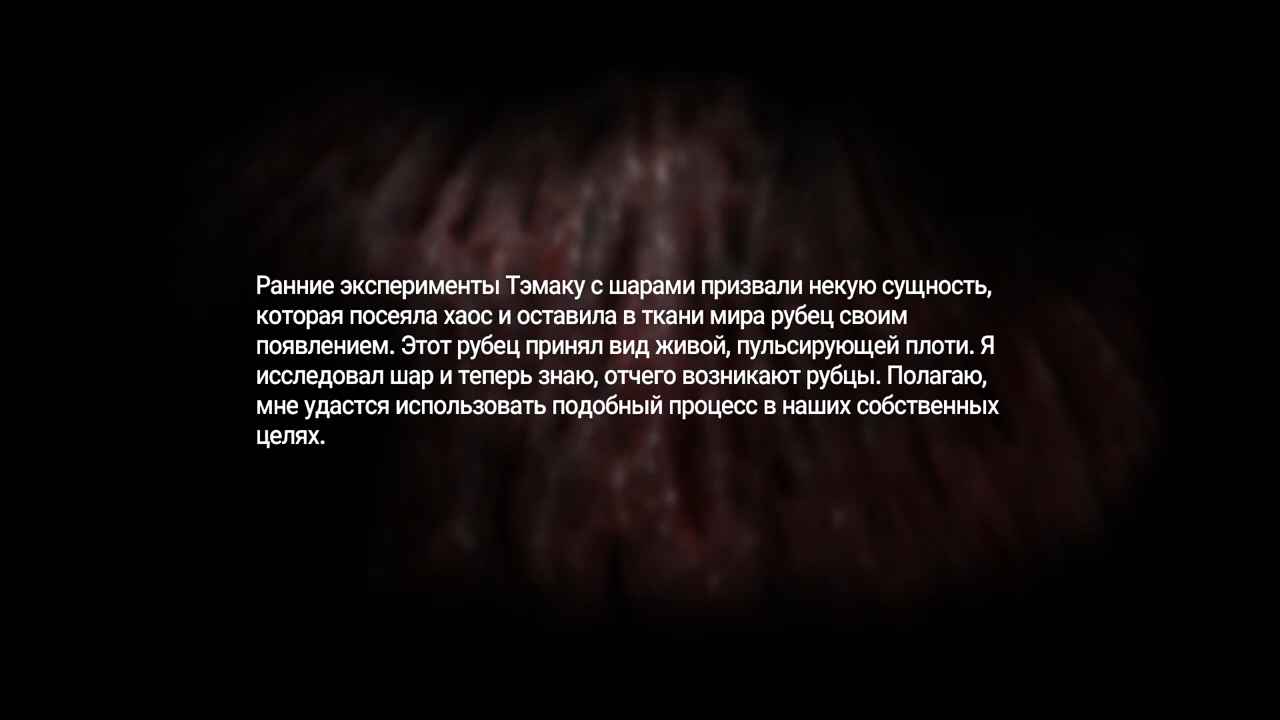 Ранние эксперименты Тэмаку с шарами призвали некую сущность,
которая посеяла хаос и оставила в ткани мира рубец своим
появлением. Этот рубец принял вид живой, пульсирующей плоти. Я
исследовал шар и теперь знаю, отчего возникают рубцы. Полагаю,
мне удастся использовать подобный процесс в наших собственных
целях.